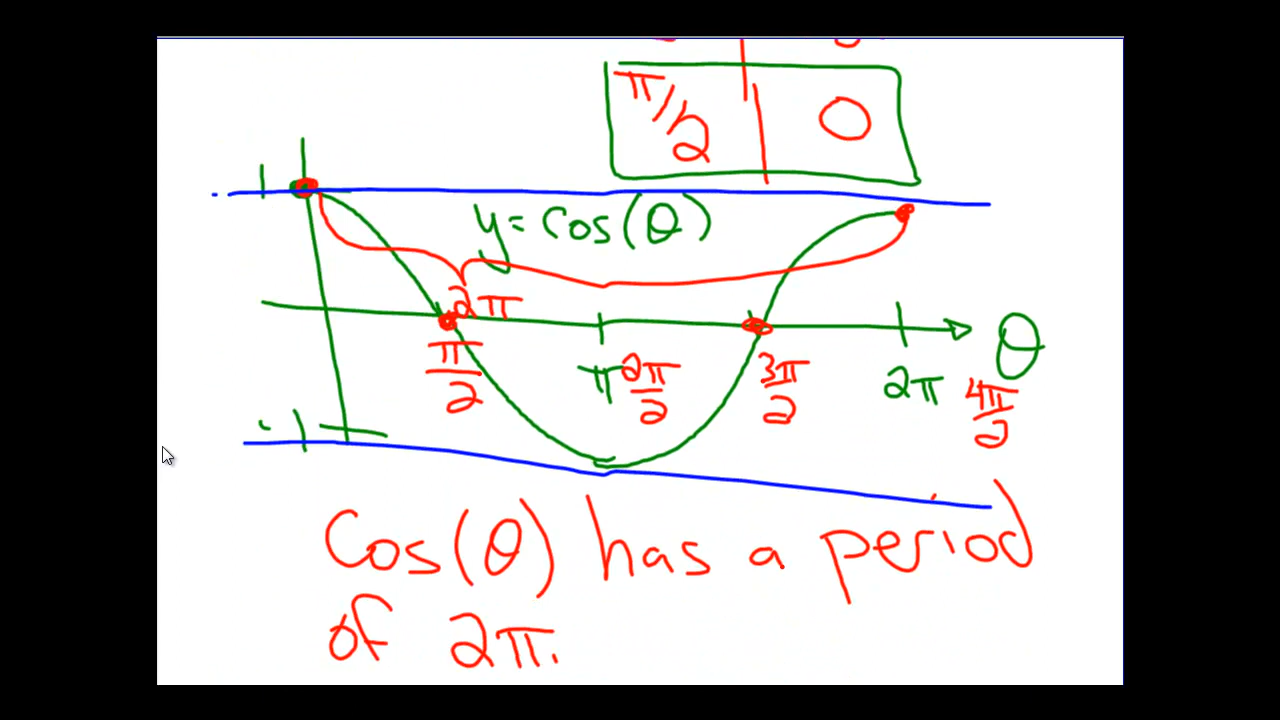 π/2 0
1
y = cos(θ)
2π
π/2 π 2π/2 3π/2 2π 4π/2 θ
-1
Cos(θ) has a period
of 2π.